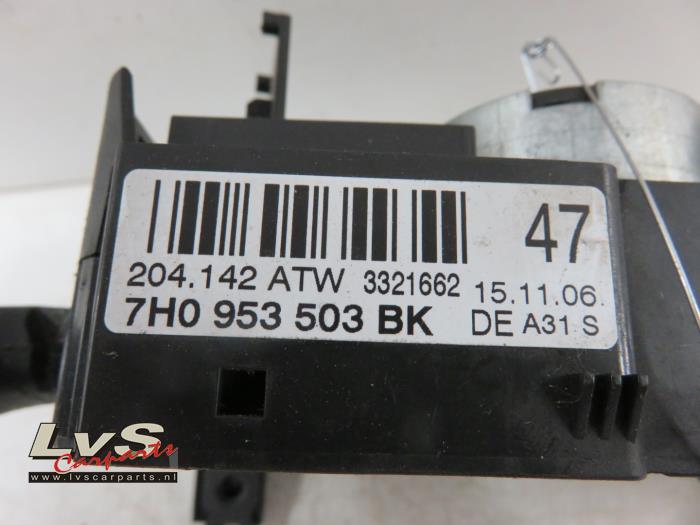 47
204.142 ATW 3321662 15.11.06.
7H0 953 503 BK DE A31 S
LvS
Carparts
www.lvscarparts.nl